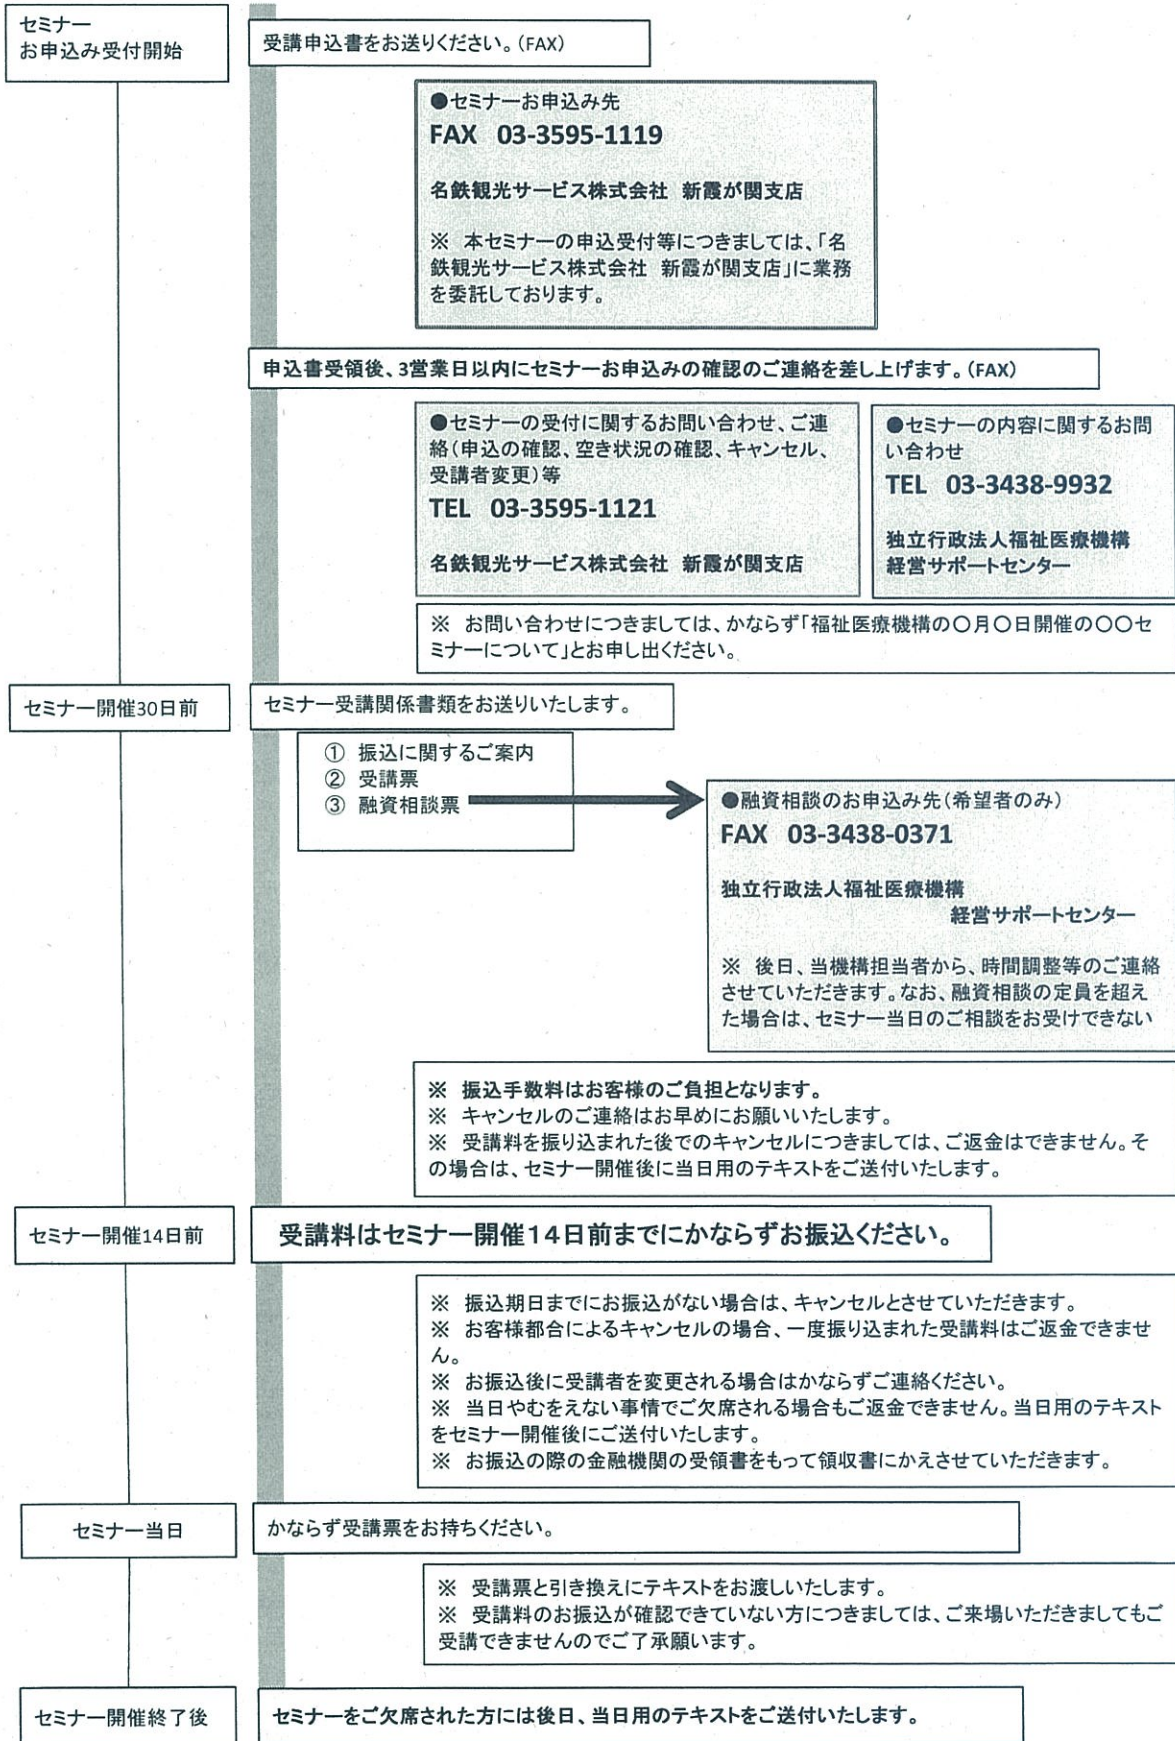 セミナー
お申込み受付開始
受講申込書をお送りください。(FAX)
●セミナーお申込み先
FAX 03-3595-1119
名鉄観光サービス株式会社 新霞が関支店
※ 本セミナーの申込受付等につきましては、「名
鉄観光サービス株式会社 新霞が関支店」に業務
を委託しております。
申込書受領後、3営業日以内にセミナーお申込みの確認のご連絡を差し上げます。(FAX)
●セミナーの受付に関するお問い合わせ、ご連
絡(申込の確認、空き状況の確認、キャンセル、
受講者変更)等
TEL 03-3595-1121
名鉄観光サービス株式会社 新霞が関支店
●セミナーの内容に関するお問
い合わせ
TEL 03-3438-9932
独立行政法人福祉医療機構
経営サポートセンター
※ お問い合わせにつきましては、かならず「福祉医療機構の〇月〇日開催の〇〇セ
ミナーについて」とお申し出ください。
セミナー開催30日前
セミナー受講関係書類をお送りいたします。
① 振込に関するご案内
② 受講票
③ 融資相談票
●融資相談のお申込み先(希望者のみ)
FAX 03-3438-0371
独立行政法人福祉医療機構
経営サポートセンター
※ 後日、当機構担当者から、時間調整等のご連絡
させていただきます。なお、融資相談の定員を超え
た場合は、セミナー当日のご相談をお受けできない
※ 振込手数料はお客様のご負担となります。
※ キャンセルのご連絡はお早めにお願いいたします。
※ 受講料を振り込まれた後でのキャンセルにつきましては、ご返金はできません。そ
の場合は、セミナー開催後に当日用のテキストをご送付いたします。
セミナー開催14日前
受講料はセミナー開催14日前までにかならずお振込ください。
※ 振込期日までにお振込がない場合は、キャンセルとさせていただきます。
※ お客様都合によるキャンセルの場合、一度振り込まれた受講料はご返金できませ
ん。
※ お振込後に受講者を変更される場合はかならずご連絡ください。
※ 当日やむをえない事情でご欠席される場合もご返金できません。当日用のテキスト
をセミナー開催後にご送付いたします。
※ お振込の際の金融機関の受領書をもって領収書にかえさせていただきます。
セミナー当日
かならず受講票をお持ちください。
※ 受講票と引き換えにテキストをお渡しいたします。
※ 受講料のお振込が確認できていない方につきましては、ご来場いただきましてもご
受講できませんのでご了承願います。
セミナー開催終了後
セミナーをご欠席された方には後日、当日用のテキストをご送付いたします。